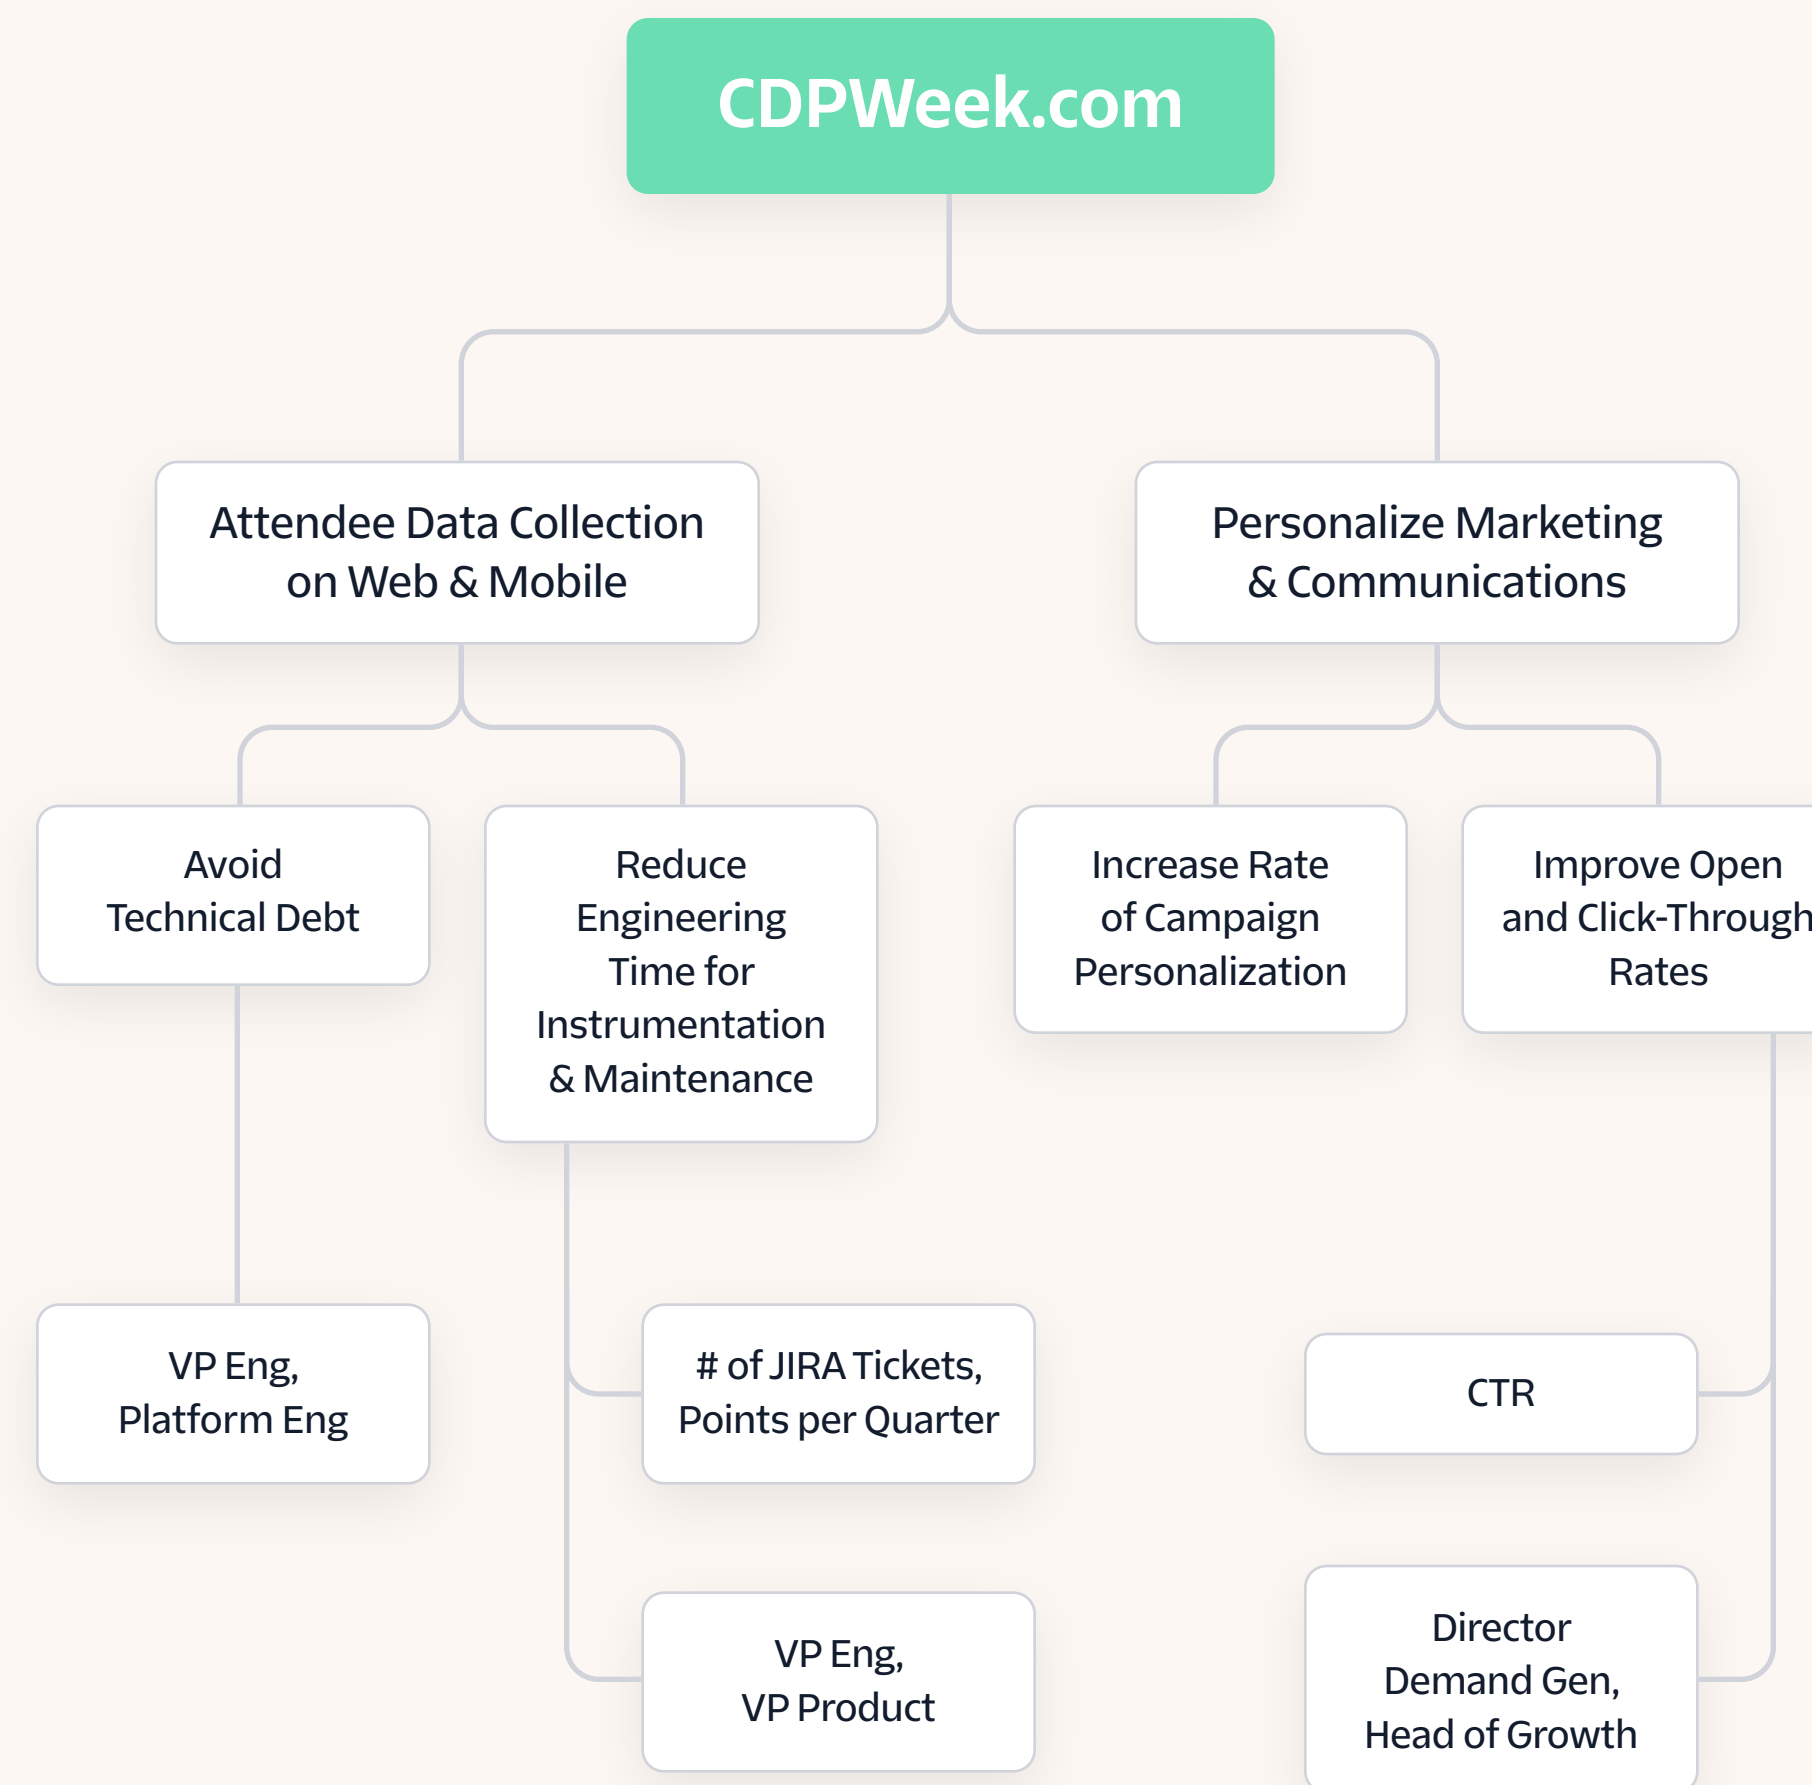 CDPWeek.com
Attendee Data Collection
on Web & Mobile
Personalize Marketing
& Communications
Avoid
Technical Debt
Reduce
Engineering
Time for
Instrumentation
& Maintenance
Increase Rate
of Campaign
Personalization
Improve Open
and Click-Through
Rates
VP Eng,
Platform Eng
# of JIRA Tickets,
Points per Quarter
CTR
VP Eng,
VP Product
Director
Demand Gen,
Head of Growth